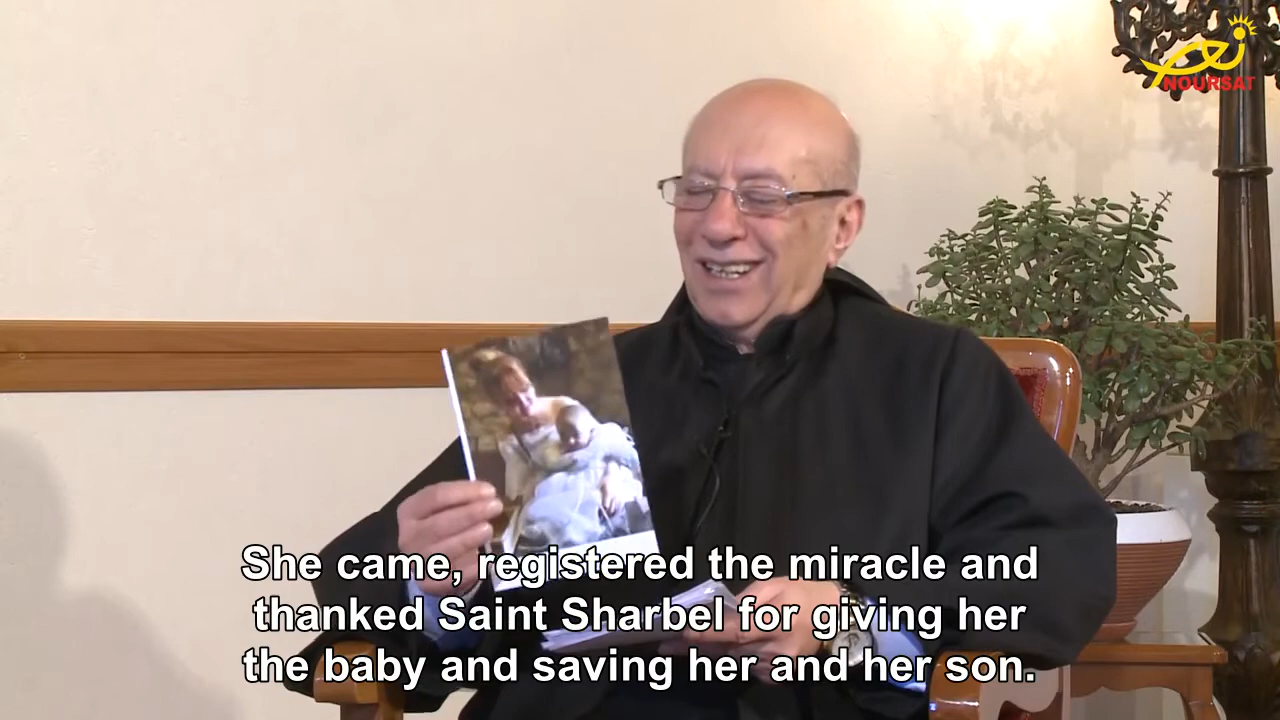 نور
NOURSAT
She came, registered the miracle and
thanked Saint Sharbel for giving her
the baby and saving her and her son.